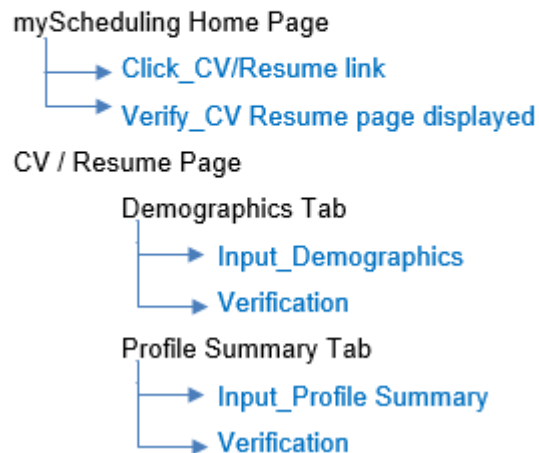 myScheduling Home Page
Click_CV/Resume link
Verify_CV Resume page displayed
CV / Resume Page
Demographics Tab
Input_Demographics
Verification
Profile Summary Tab
Input_Profile Summary
Verification